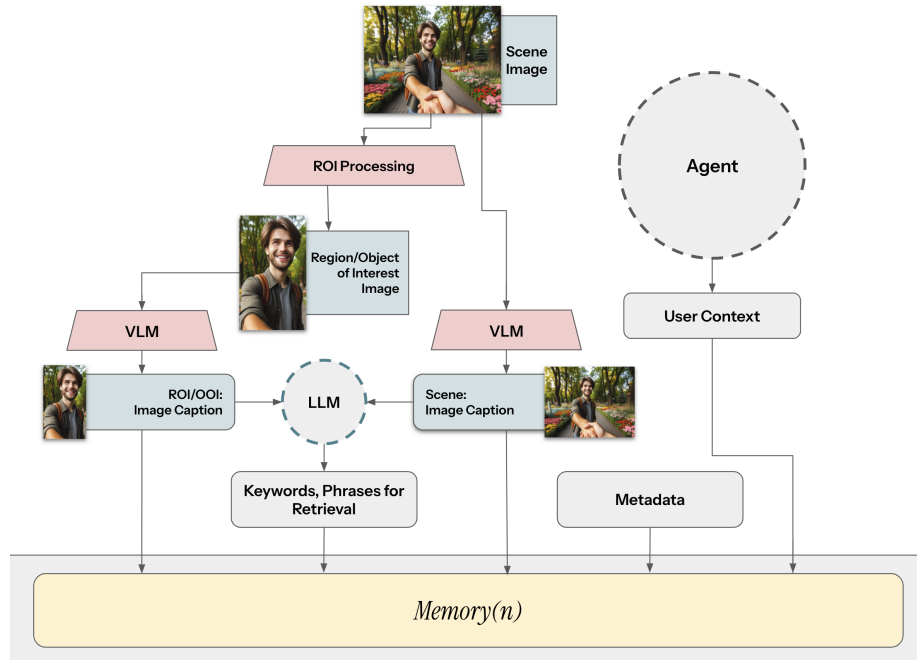 Scene
Image
Agent
ROI Processing
Region/Object
of Interest
Image
User Context
VLM
VLM
ROI/OOI:
Image Caption
LLM
Scene:
Image Caption
Keywords, Phrases for
Retrieval
Metadata
Memory(n)